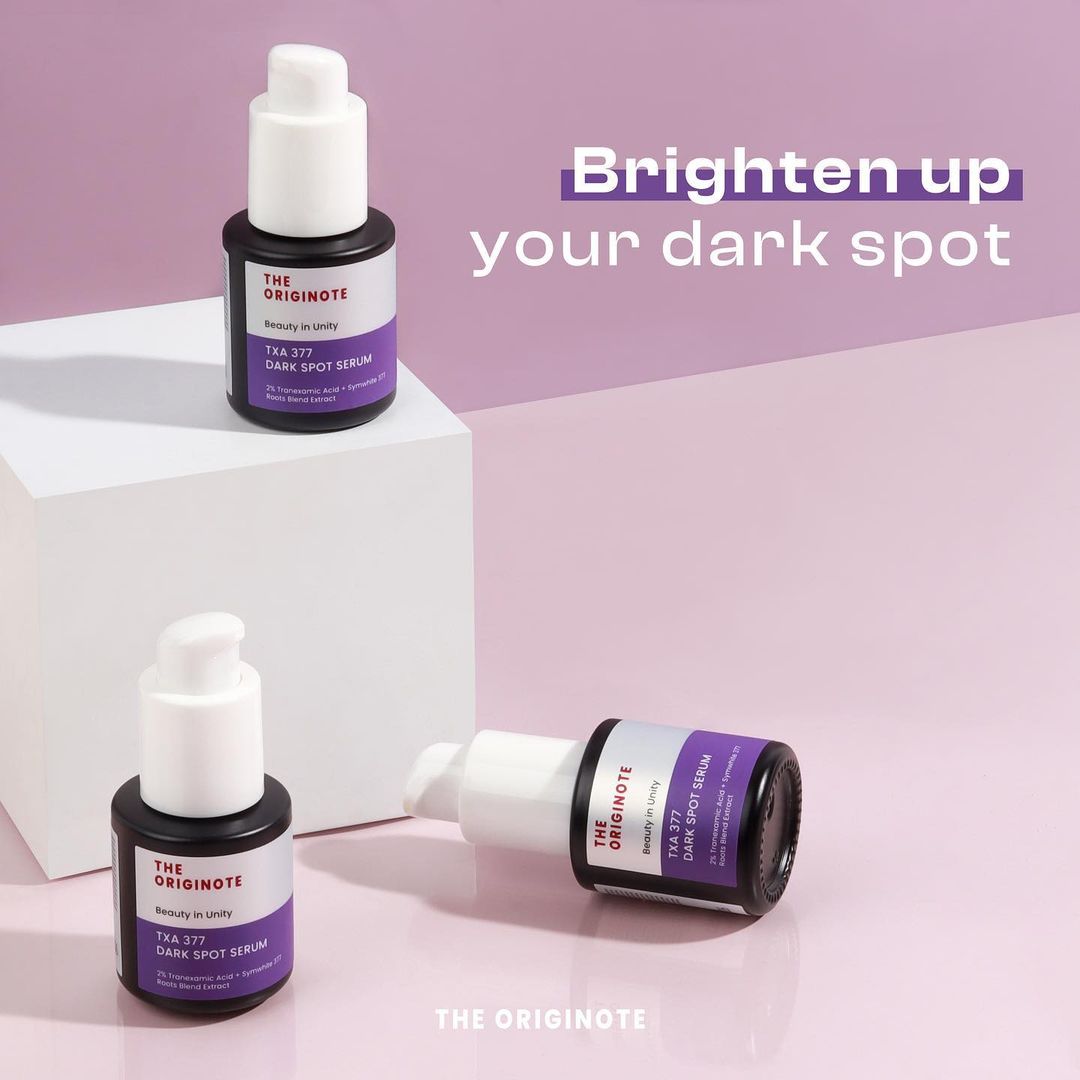 Brighten up
your dark spot
THE
ORIGINOTE
Beauty in Unity
TXA 377
DARK SPOT SERUM
2% Tranexamic Acid + Symwhite 377
Roots Blend Extract
THE
ORIGINOTE
Beauty in Unity
TXA 377
DARK SPOT SERUM
2% Tranexamic Acid + Symwhite 377
Roots Blend Extract
THE
ORIGINOTE
Beauty in Unity
TXA 377
DARK SPOT SERUM
2% Tranexamic Acid + Symwhite 377
Roots Blend Extract
THE ORIGINOTE